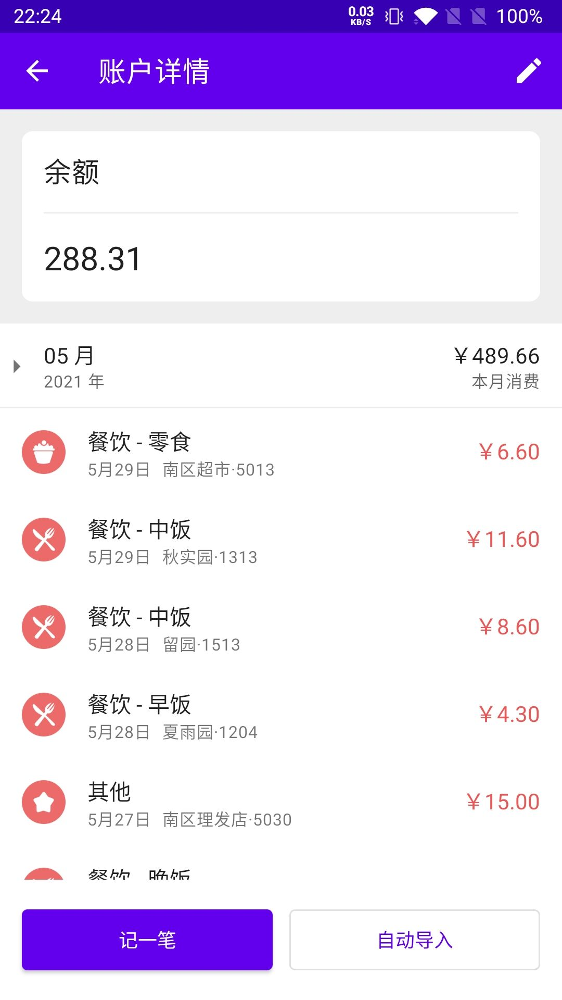 22:24 0.03 KB/S 100%
账户详情
余额
288.31
05 月 ￥489.66
2021 年 本月消费
餐饮 - 零食 ￥6.60
5月29日 南区超市·5013
餐饮 - 中饭 ￥11.60
5月29日 秋实园·1313
餐饮 - 中饭 ￥8.60
5月28日 留园·1513
餐饮 - 早饭 ￥4.30
5月28日 夏雨园·1204
其他 ￥15.00
5月27日 南区理发店·5030
餐饮 - 晚饭
记一笔 自动导入